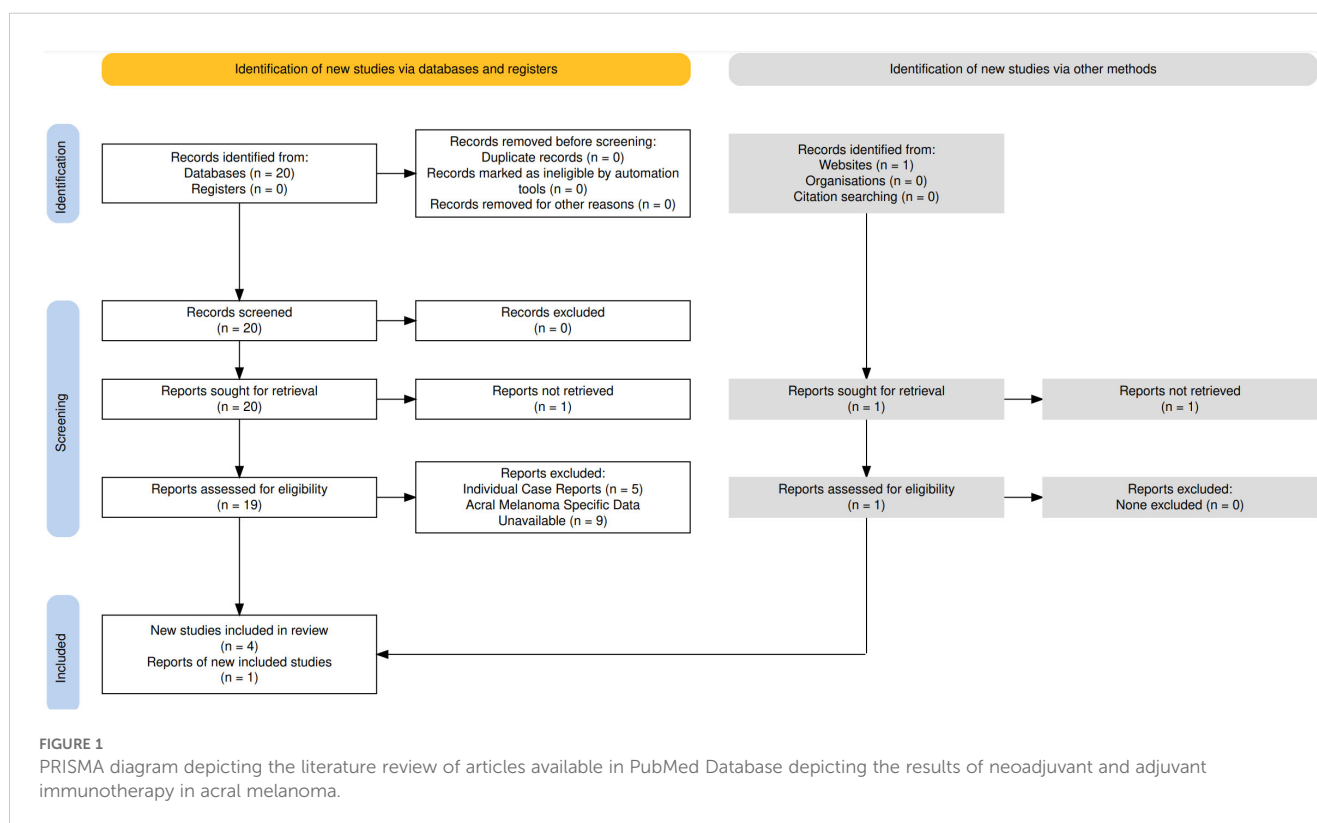 Identification of new studies via databases and registers
Identification of new studies via other methods
Identification
Records identified from:
Databases (n = 20)
Registers (n = 0)
Records removed before screening:
Duplicate records (n = 0)
Records marked as ineligible by automation
tools (n = 0)
Records removed for other reasons (n = 0)
Records identified from:
Websites (n = 1)
Organisations (n = 0)
Citation searching (n = 0)
Screening
Records screened
(n = 20)
Records excluded
(n = 0)
Reports sought for retrieval
(n = 20)
Reports not retrieved
(n = 1)
Reports sought for retrieval
(n = 1)
Reports not retrieved
(n = 1)
Reports assessed for eligibility
(n = 19)
Reports excluded:
Individual Case Reports (n = 5)
Acral Melanoma Specific Data
Unavailable (n = 9)
Reports assessed for eligibility
(n = 1)
Reports excluded:
None excluded (n = 0)
Included
New studies included in review
(n = 4)
Reports of new included studies
(n = 1)
FIGURE 1
PRISMA diagram depicting the literature review of articles available in PubMed Database depicting the results of neoadjuvant and adjuvant
immunotherapy in acral melanoma.